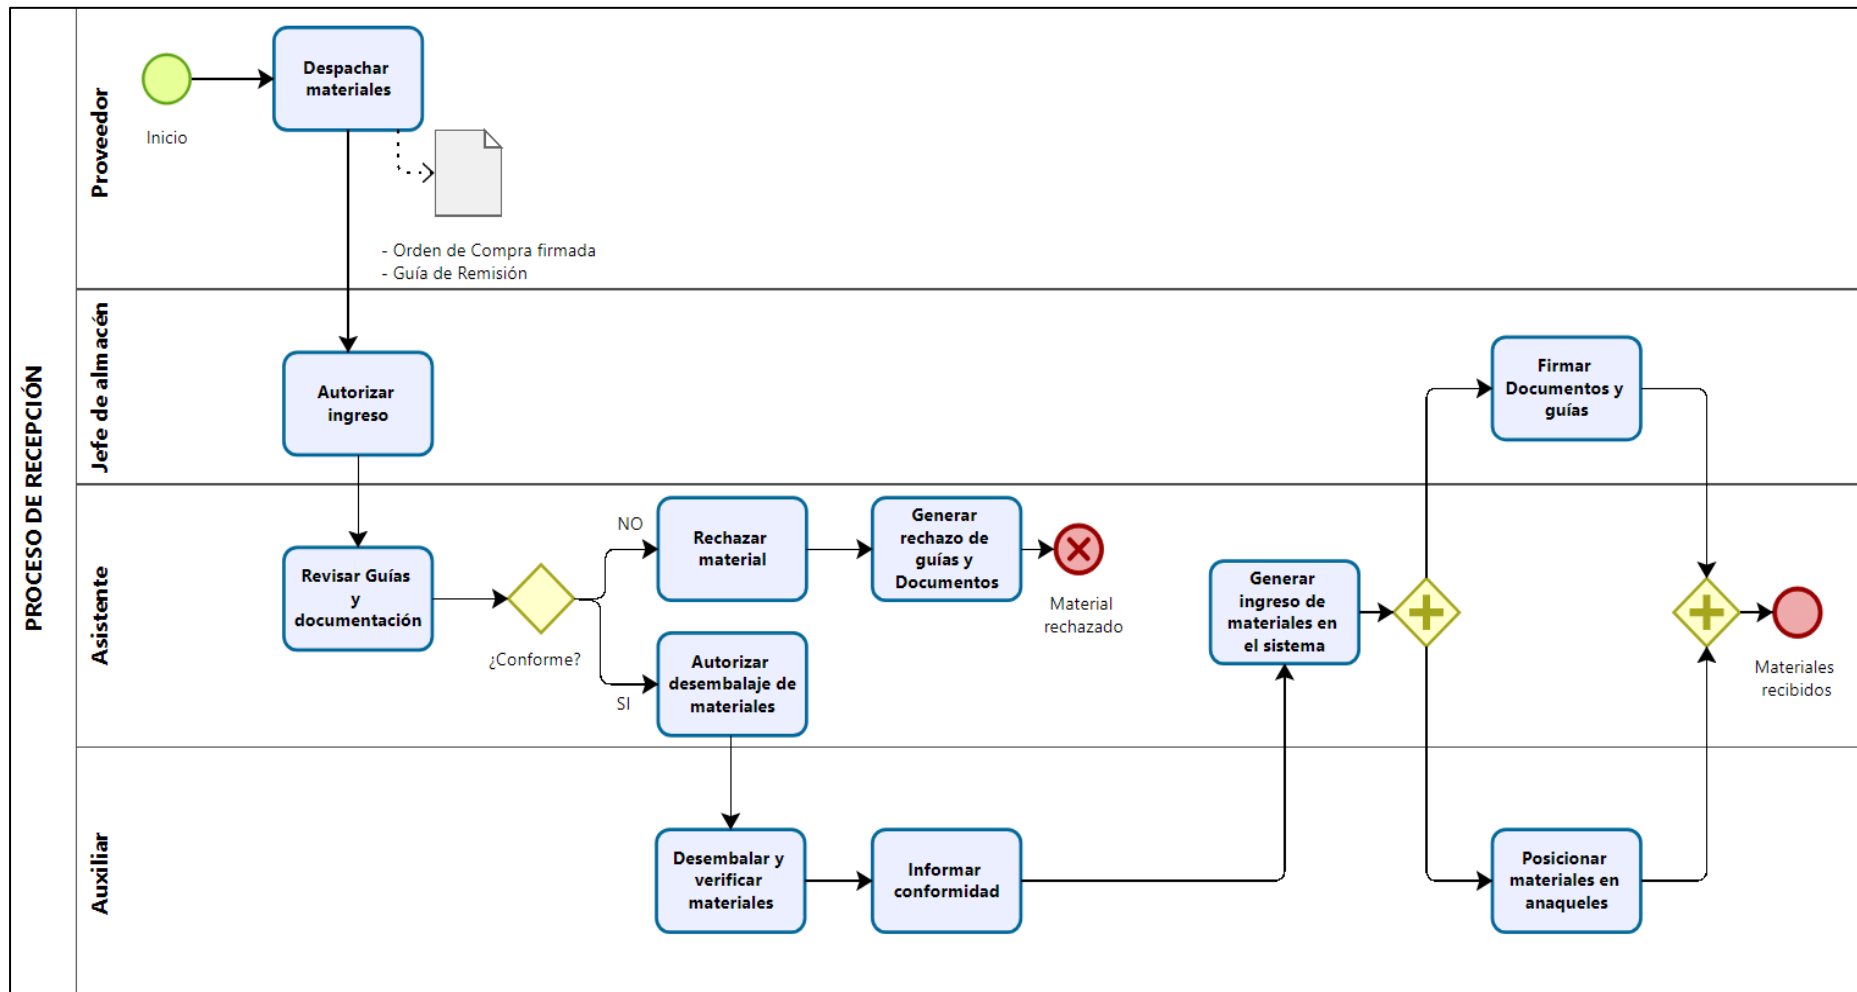 PROCESO DE RECEPCIÓN
Proveedor
Inicio
Despachar
materiales
- Orden de Compra firmada
- Guía de Remisión
Jefe de almacén
Autorizar
ingreso
Firmar
Documentos y
guías
Asistente
Revisar Guías
y
documentación
¿Conforme?
NO
Rechazar
material
Generar
rechazo de
guías y
Documentos
Material
rechazado
SI
Autorizar
desembalaje de
materiales
Generar
ingreso de
materiales en
el sistema
Materiales
recibidos
Auxiliar
Desembalar y
verificar
materiales
Informar
conformidad
Posicionar
materiales en
anaqueles